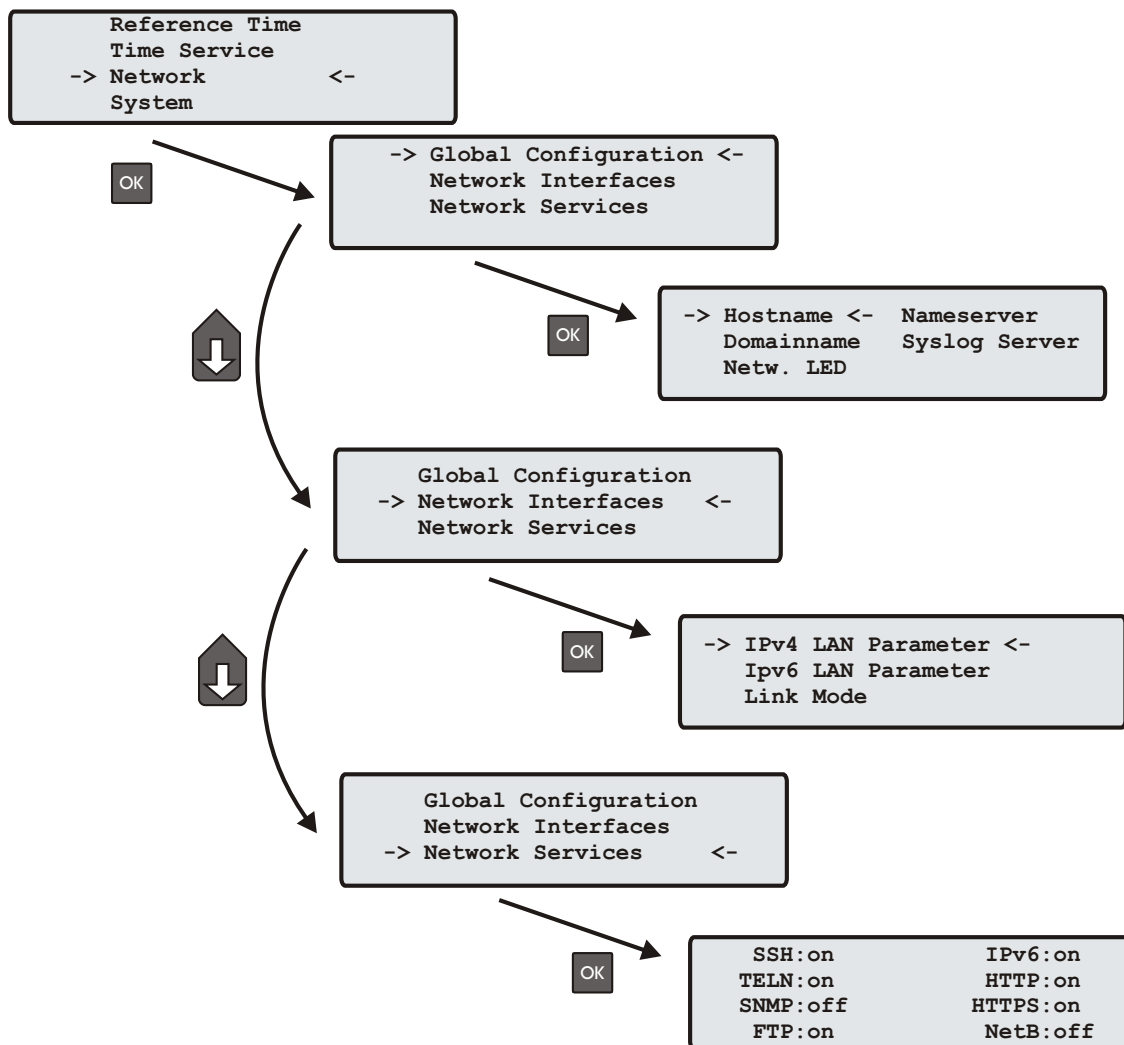 Reference Time
Time Service
-> Network <-
System
OK
-> Global Configuration <-
Network Interfaces
Network Services
OK
-> Hostname <- Nameserver
Domainname Syslog Server
Netw. LED
Global Configuration
-> Network Interfaces <-
Network Services
OK
-> IPv4 LAN Parameter <-
Ipv6 LAN Parameter
Link Mode
Global Configuration
Network Interfaces
-> Network Services <-
OK
SSH:on IPv6:on
TELN:on HTTP:on
SNMP:off HTTPS:on
FTP:on NetB:off